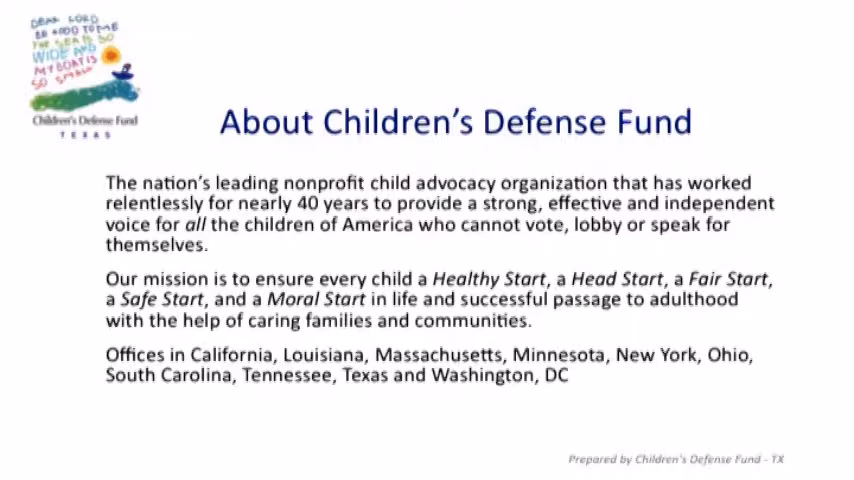 DEAR LORD
BE GOOD TO ME
THE SEA IS SO
WIDE AND
MY BOAT IS
SO SMALL
Children's Defense Fund
TEXAS
About Children's Defense Fund
The nation's leading nonprofit child advocacy organization that has worked
relentlessly for nearly 40 years to provide a strong, effective and independent
voice for all the children of America who cannot vote, lobby or speak for
themselves.
Our mission is to ensure every child a Healthy Start, a Head Start, a Fair Start,
a Safe Start, and a Moral Start in life and successful passage to adulthood
with the help of caring families and communities.
Offices in California, Louisiana, Massachusetts, Minnesota, New York, Ohio,
South Carolina, Tennessee, Texas and Washington, DC
Prepared by Children's Defense Fund - TX